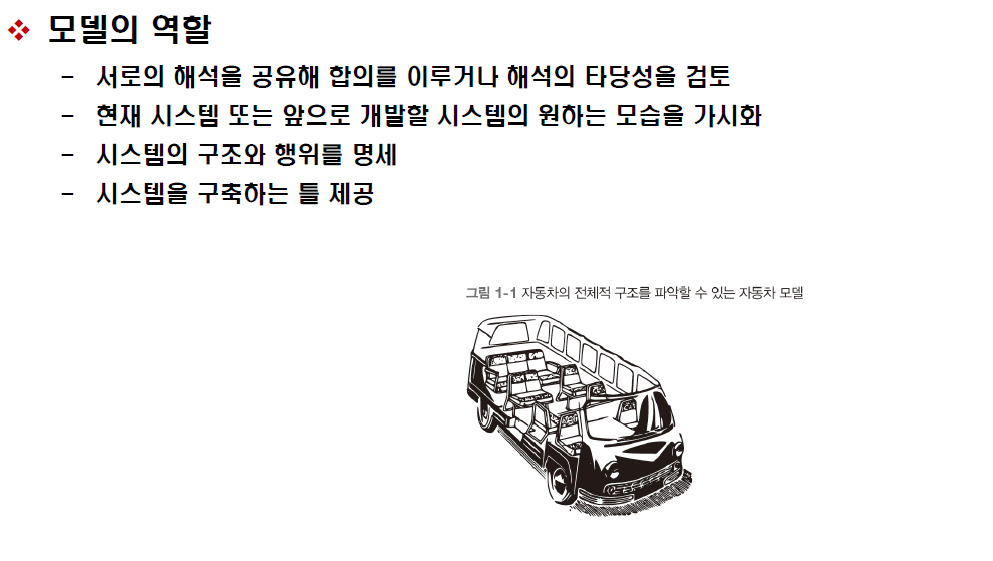 모델의 역할
- 서로의 해석을 공유해 합의를 이루거나 해석의 타당성을 검토
- 현재 시스템 또는 앞으로 개발할 시스템의 원하는 모습을 가시화
- 시스템의 구조와 행위를 명세
- 시스템을 구축하는 틀 제공
그림 1-1 자동차의 전체적 구조를 파악할 수 있는 자동차 모델